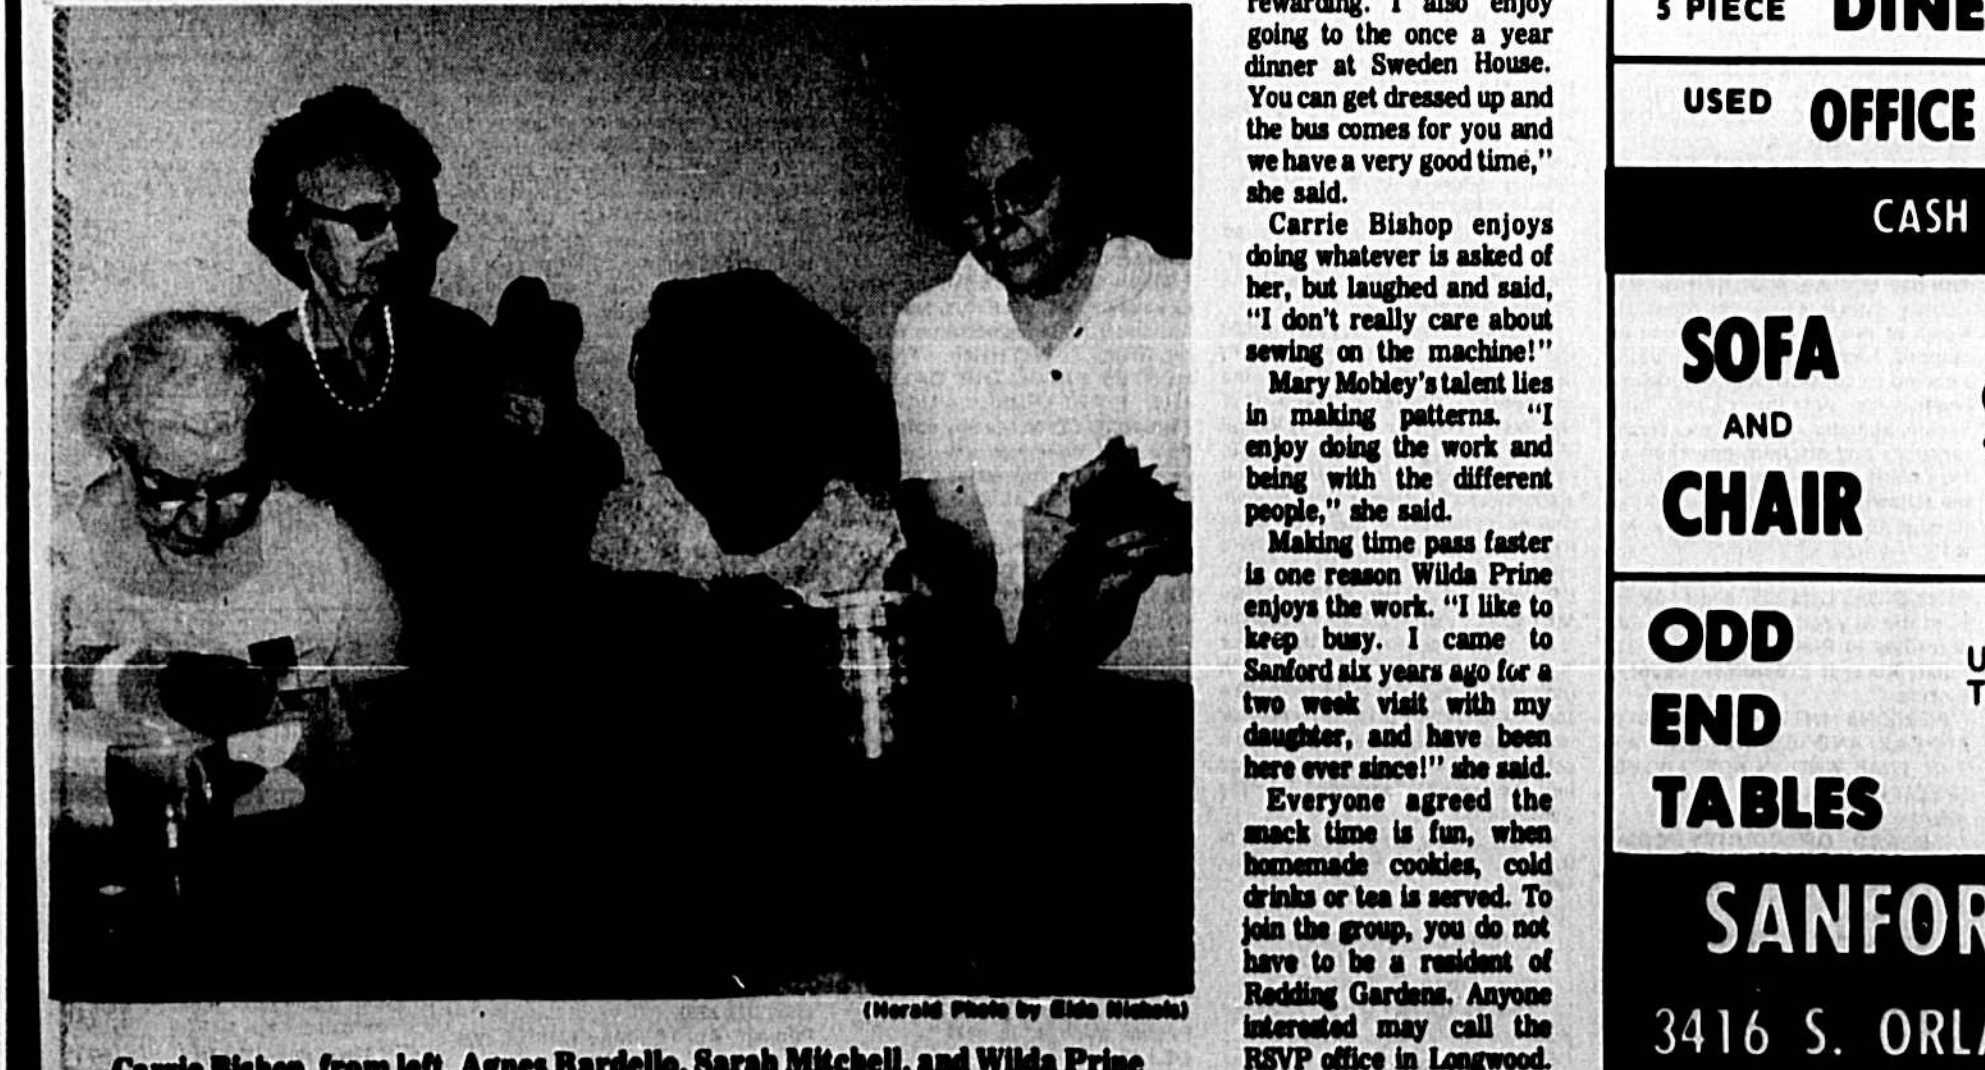 (Herald Photo by Elda Nichols)
Carrie Bishop, from left, Agnes Bardello, Sarah Mitchell, and Wilda Prine
rewarding. I also enjoy
going to the once a year
dinner at Sweden House.
You can get dressed up and
the bus comes for you and
we have a very good time,"
she said.
Carrie Bishop enjoys
doing whatever is asked of
her, but laughed and said,
"I don't really care about
sewing on the machine!"
Mary Mobley's talent lies
in making patterns. "I
enjoy doing the work and
being with the different
people," she said.
Making time pass faster
is one reason Wilda Prine
enjoys the work. "I like to
keep busy. I came to
Sanford six years ago for a
two week visit with my
daughter, and have been
here ever since!" she said.
Everyone agreed the
snack time is fun, when
homemade cookies, cold
drinks or tea is served. To
join the group, you do not
have to be a resident of
Redding Gardens. Anyone
interested may call the
RSVP office in Longwood.
5 PIECE DINE
USED OFFICE
CASH
SOFA
AND
CHAIR
ODD
END
TABLES
U
T
SANFOR
3416 S. ORLA